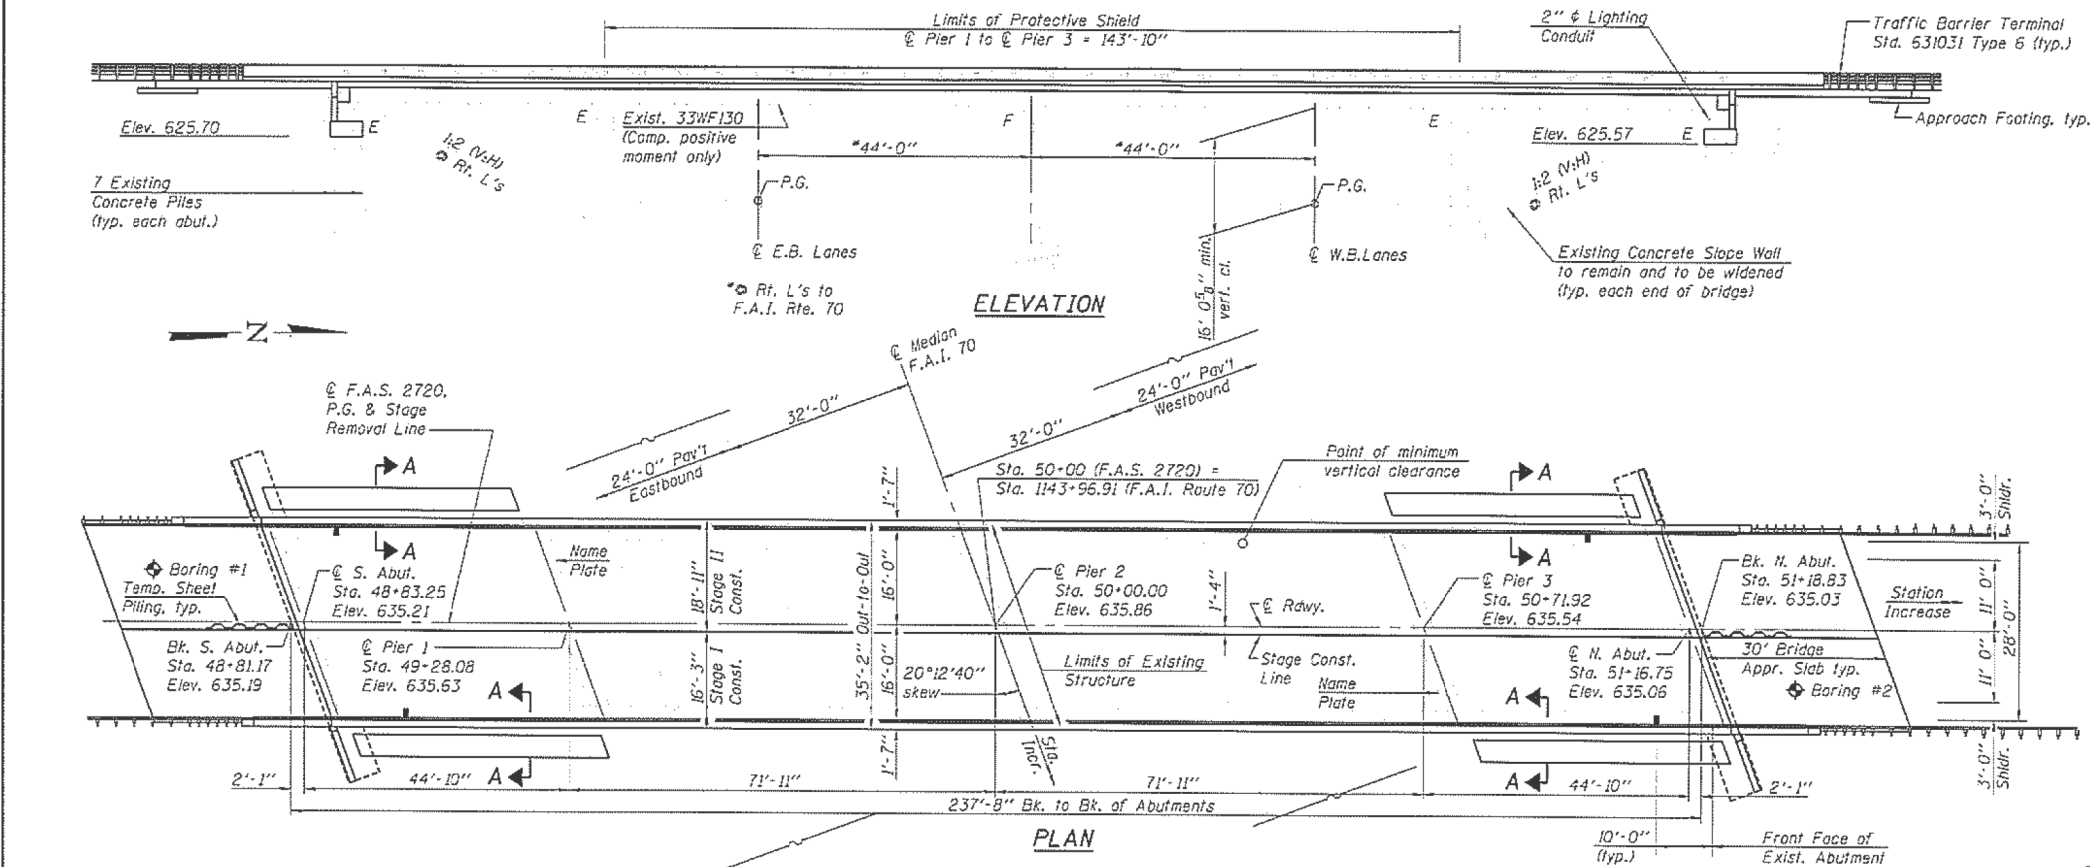 Limits of Protective Shield
℄ Pier 1 to ℄ Pier 3 = 143'-10"
2" ⌀ Lighting
Conduit
Traffic Barrier Terminal
Std. 631031 Type 6 (typ.)
Elev. 625.70
E
E
Exist. 33WF130
(Comp. positive
moment only)
F
E
E
Elev. 625.57
Approach Footing, typ.
1:2 (V:H)
@ Rt. L's
*44'-0"
*44'-0"
1:2 (V:H)
@ Rt. L's
7 Existing
Concrete Piles
(typ. each abut.)
P.G.
P.G.
℄ E.B. Lanes
℄ W.B. Lanes
16'-0 5/8" min.
vert. cl.
Existing Concrete Slope Wall
to remain and to be widened
(typ. each end of bridge)
*@ Rt. L's to
F.A.I. Rte. 70
ELEVATION
Z
℄ Median
F.A.I. 70
℄ F.A.S. 2720,
P.G. & Stage
Removal Line
32'-0"
24'-0" Pav't
Eastbound
24'-0" Pav't
Westbound
32'-0"
Sta. 50+00 (F.A.S. 2720) =
Sta. 1143+96.91 (F.A.I. Route 70)
Point of minimum
vertical clearance
A
A
1'-7"
A
A
3'-0"
Shldr.
Boring #1
Temp. Sheet
Piling, typ.
℄ S. Abut.
Sta. 48+83.25
Elev. 635.21
Name
Plate
18'-11"
Stage II
Const.
16'-0"
℄ Pier 2
Sta. 50+00.00
Elev. 635.86
1'-4"
℄ Rdwy.
℄ Pier 3
Sta. 50+71.92
Elev. 635.54
Bk. N. Abut.
Sta. 51+18.83
Elev. 635.03
Station
Increase
11' 0"
28'-0"
Bk. S. Abut.
Sta. 48+81.17
Elev. 635.19
℄ Pier 1
Sta. 49+28.08
Elev. 635.63
A
16'-3"
Stage I
Const.
35'-2" Out-to-Out
16'-0"
20°12'40"
skew
Limits of Existing
Structure
Stage Const.
Line
Name
Plate
℄ N. Abut.
Sta. 51+16.75
Elev. 635.06
A
30' Bridge
Appr. Slab typ.
Boring #2
11' 0"
1'-7"
Sta.
Incr.
3'-0"
Shldr.
2'-1"
44'-10"
A
71'-11"
71'-11"
A
44'-10"
2'-1"
237'-8" Bk. to Bk. of Abutments
PLAN
10'-0"
(typ.)
Front Face of
Exist. Abutment